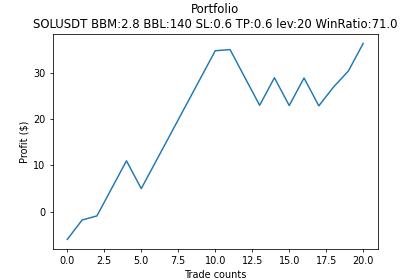 Portfolio
SOLUSDT BBM:2.8 BBL:140 SL:0.6 TP:0.6 lev:20 WinRatio:71.0
30
20
10
0
Profit ($)
0.0 2.5 5.0 7.5 10.0 12.5 15.0 17.5 20.0
Trade counts